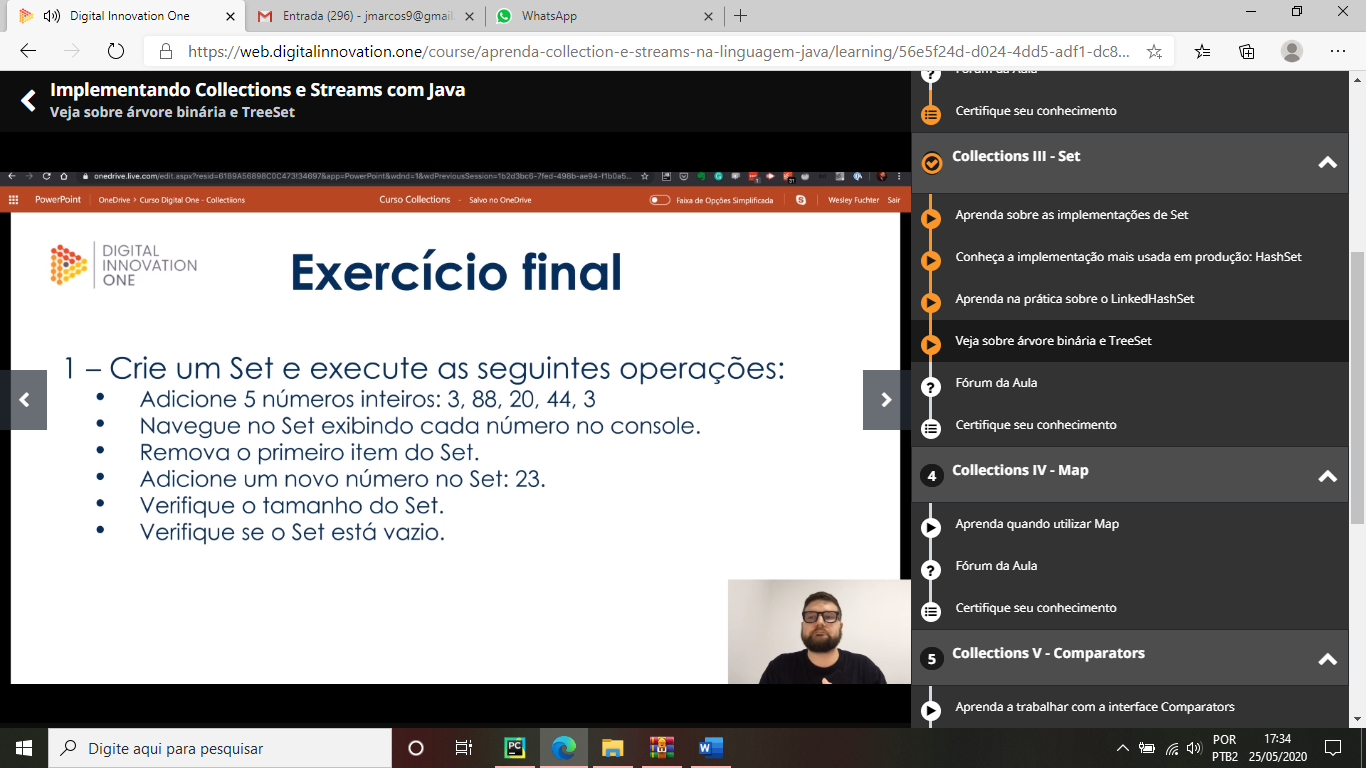 Digital Innovation One
Entrada (296) - jmarcos9@gmail.
WhatsApp
https://web.digitalinnovation.one/course/aprenda-collection-e-streams-na-linguagem-java/learning/56e5f24d-d024-4dd5-adf1-dc8...
Implementando Collections e Streams com Java
Veja sobre árvore binária e TreeSet
PowerPoint
OneDrive > Curso Digital One - Collectiions
Curso Collections - Salvo no OneDrive
Faixa de Opções Simplificada
Wesley Fuchter
Sair
DIGITAL
INNOVATION
ONE
Exercício final
1 – Crie um Set e execute as seguintes operações:
• Adicione 5 números inteiros: 3, 88, 20, 44, 3
• Navegue no Set exibindo cada número no console.
• Remova o primeiro item do Set.
• Adicione um novo número no Set: 23.
• Verifique o tamanho do Set.
• Verifique se o Set está vazio.
Fórum da Aula
Certifique seu conhecimento
Collections III - Set
Aprenda sobre as implementações de Set
Conheça a implementação mais usada em produção: HashSet
Aprenda na prática sobre o LinkedHashSet
Veja sobre árvore binária e TreeSet
Fórum da Aula
Certifique seu conhecimento
4 Collections IV - Map
Aprenda quando utilizar Map
Fórum da Aula
Certifique seu conhecimento
5 Collections V - Comparators
Aprenda a trabalhar com a interface Comparators
Digite aqui para pesquisar
POR
PTB2
17:34
25/05/2020